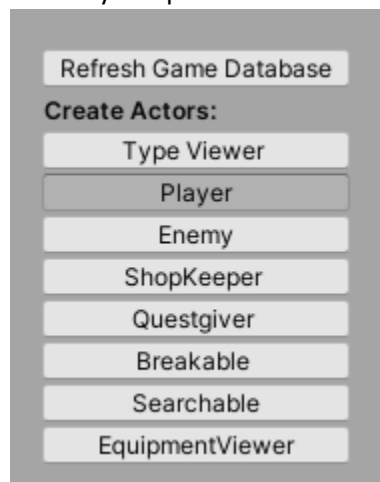 Refresh Game Database
Create Actors:
Type Viewer
Player
Enemy
ShopKeeper
Questgiver
Breakable
Searchable
EquipmentViewer